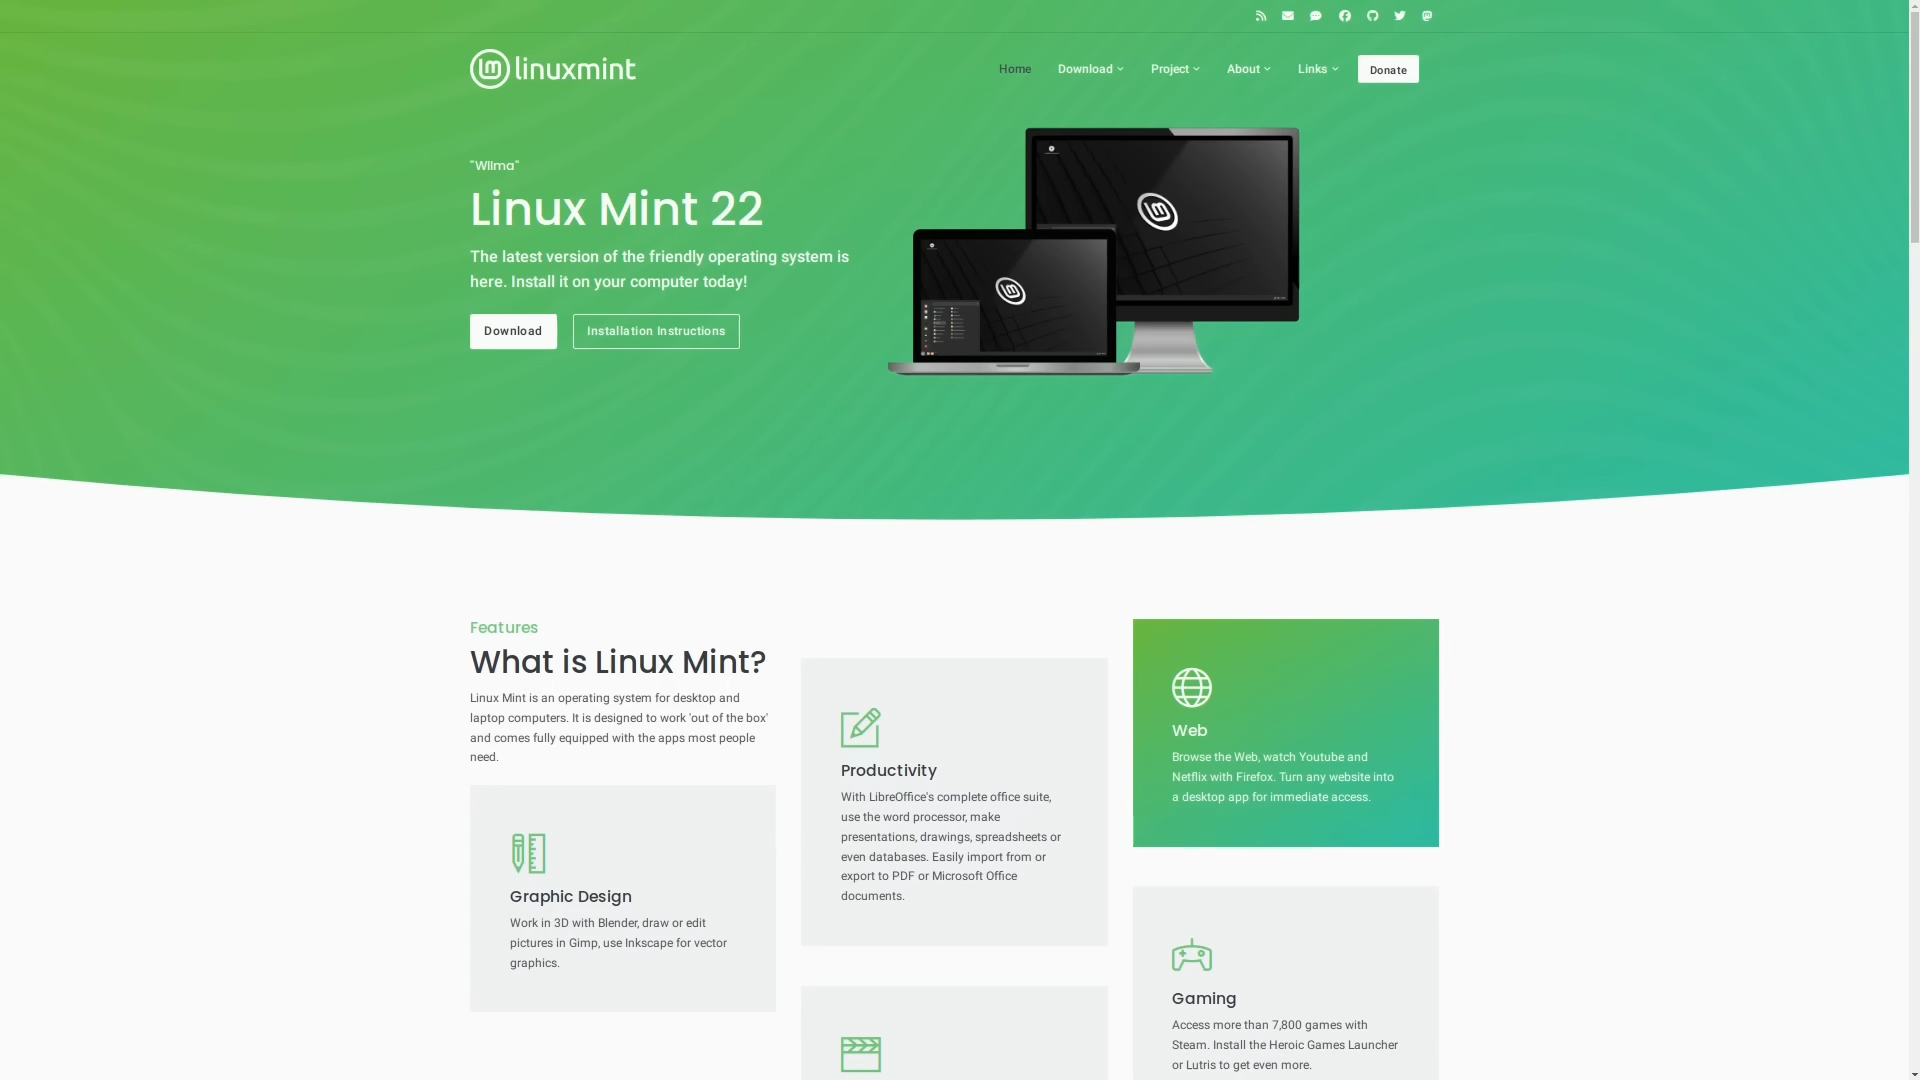 linuxmint
Home
Download
Project
About
Links
Donate
"WIlma"
Linux Mint 22
The latest version of the friendly operating system is
here. Install it on your computer today!
Download
Installation Instructions
Features
What is Linux Mint?
Linux Mint is an operating system for desktop and
laptop computers. It is designed to work 'out of the box'
and comes fully equipped with the apps most people
need.
Graphic Design
Work in 3D with Blender, draw or edit
pictures in Gimp, use Inkscape for vector
graphics.
Productivity
With LibreOffice's complete office suite,
use the word processor, make
presentations, drawings, spreadsheets or
even databases. Easily import from or
export to PDF or Microsoft Office
documents.
Web
Browse the Web, watch Youtube and
Netflix with Firefox. Turn any website into
a desktop app for immediate access.
Gaming
Access more than 7,800 games with
Steam. Install the Heroic Games Launcher
or Lutris to get even more.